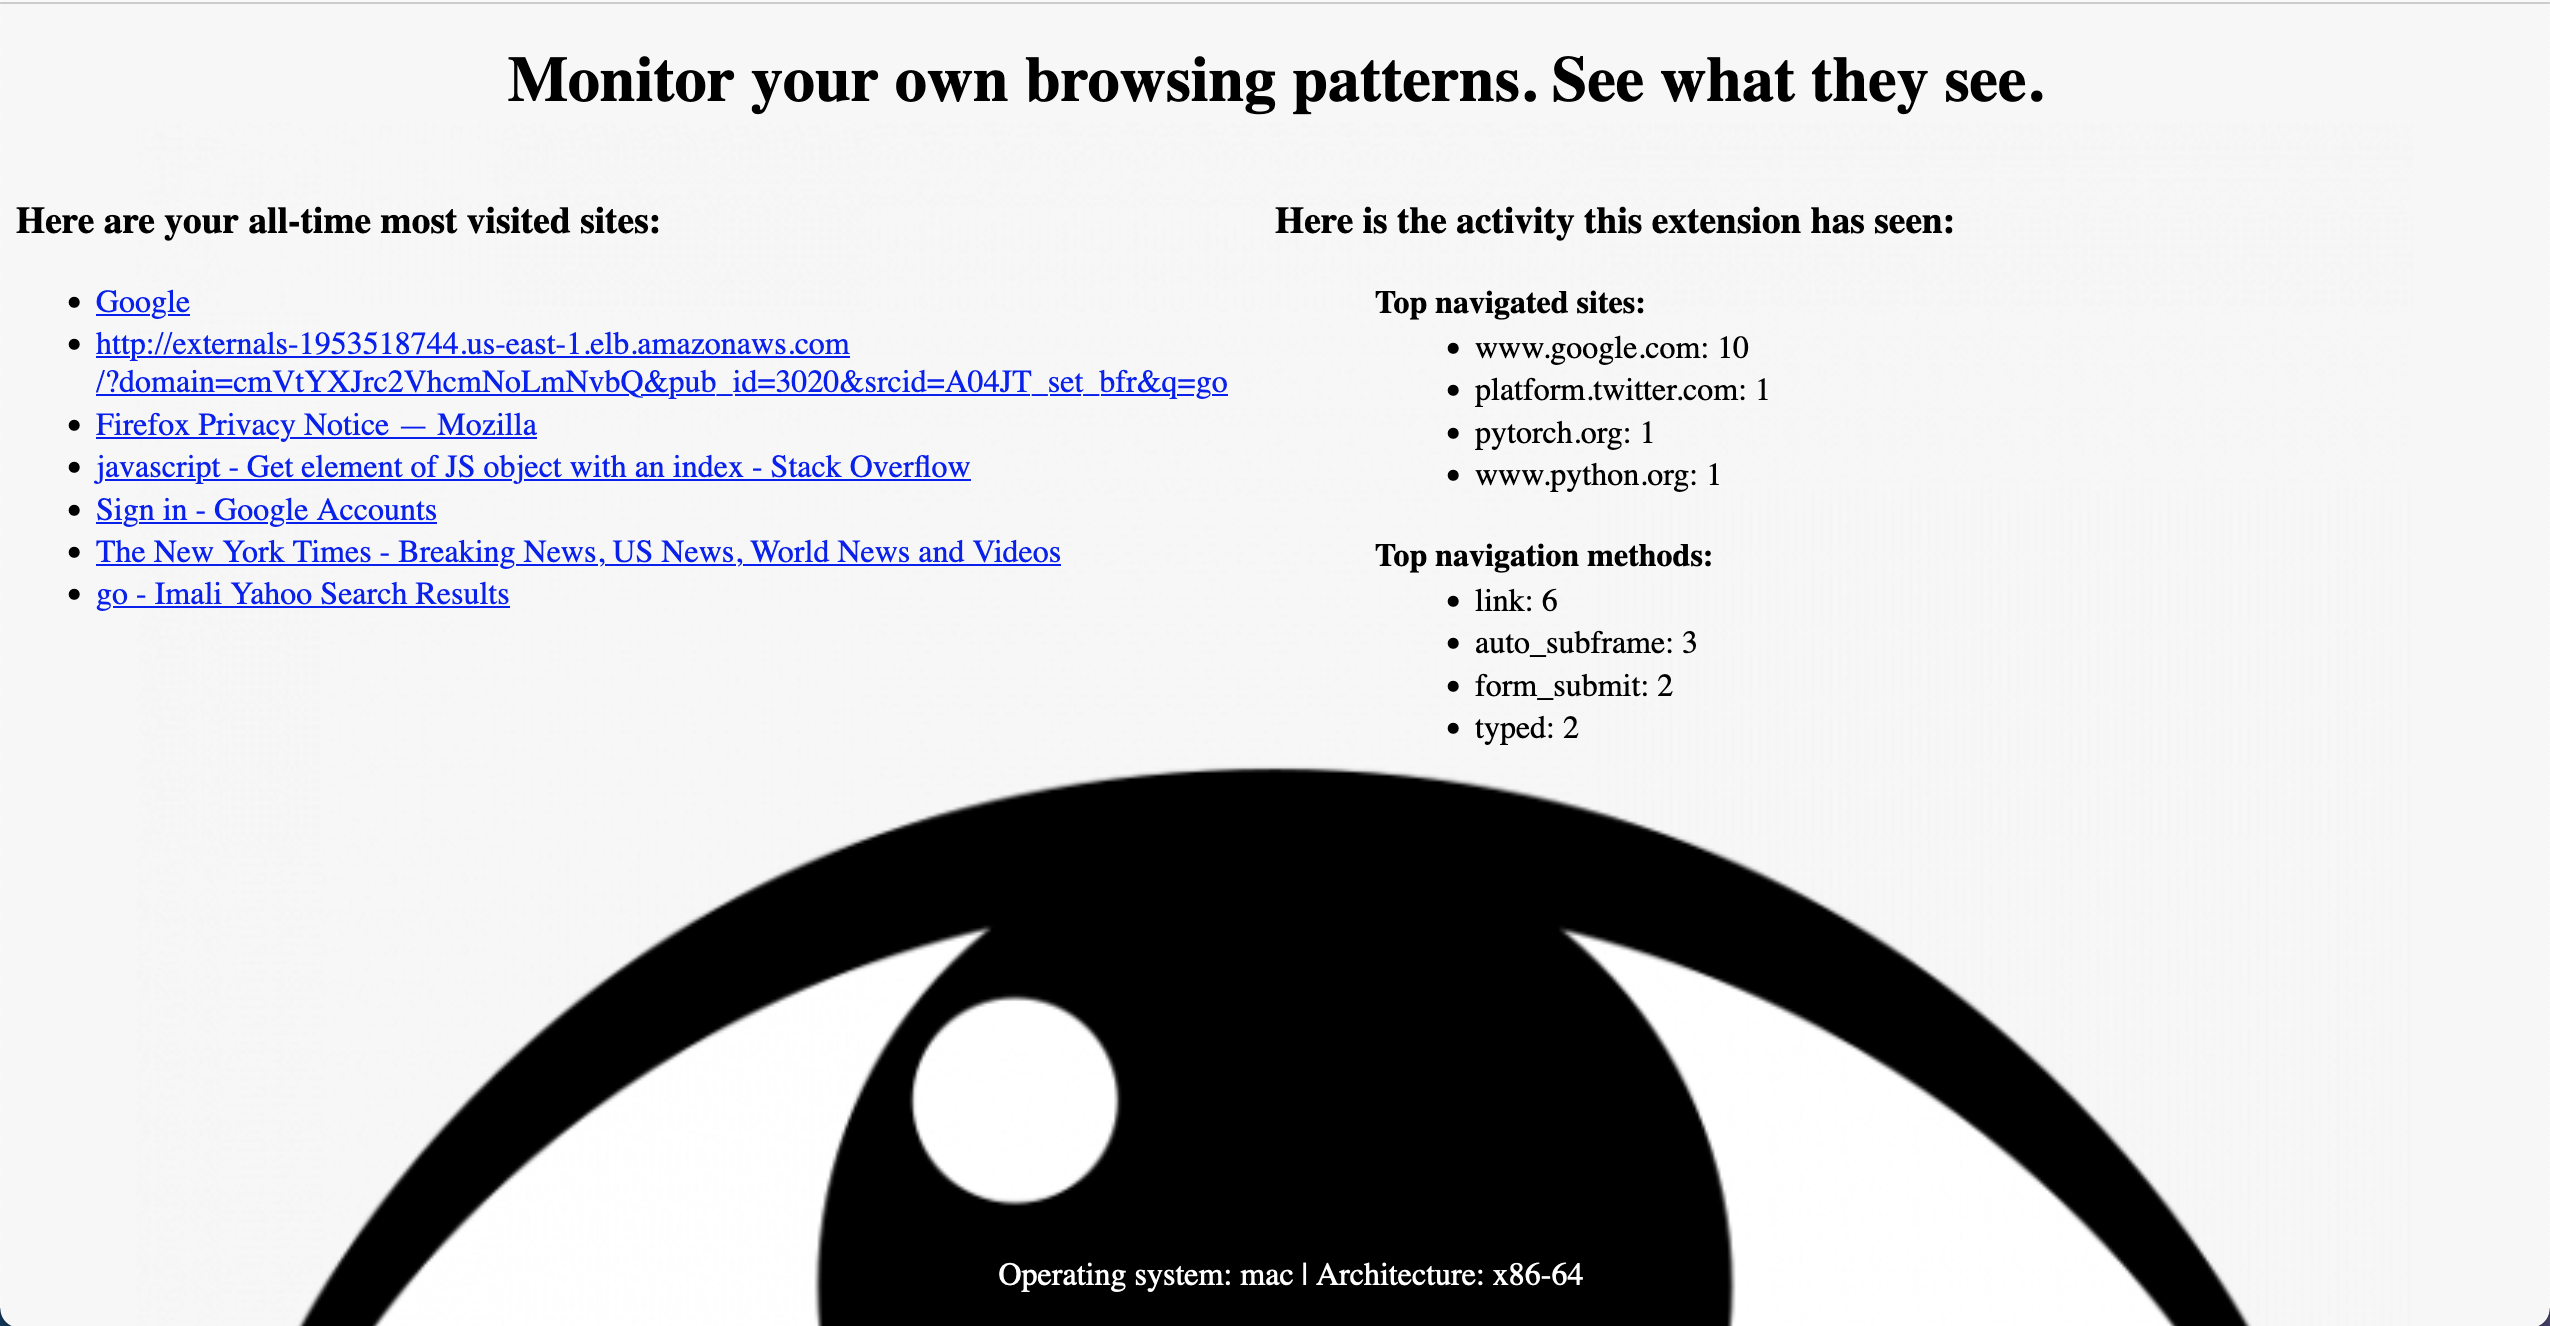 Monitor your own browsing patterns. See what they see.
Here are your all-time most visited sites:
Google
http://externals-1953518744.us-east-1.elb.amazonaws.com
/?domain=cmVtYXJrc2VhcmNoLmNvbQ&pub_id=3020&srcid=A04JT_set_bfr&q=go
Firefox Privacy Notice — Mozilla
javascript - Get element of JS object with an index - Stack Overflow
Sign in - Google Accounts
The New York Times - Breaking News, US News, World News and Videos
go - Imali Yahoo Search Results
Here is the activity this extension has seen:
Top navigated sites:
www.google.com: 10
platform.twitter.com: 1
pytorch.org: 1
www.python.org: 1
Top navigation methods:
link: 6
auto_subframe: 3
form_submit: 2
typed: 2
Operating system: mac | Architecture: x86-64